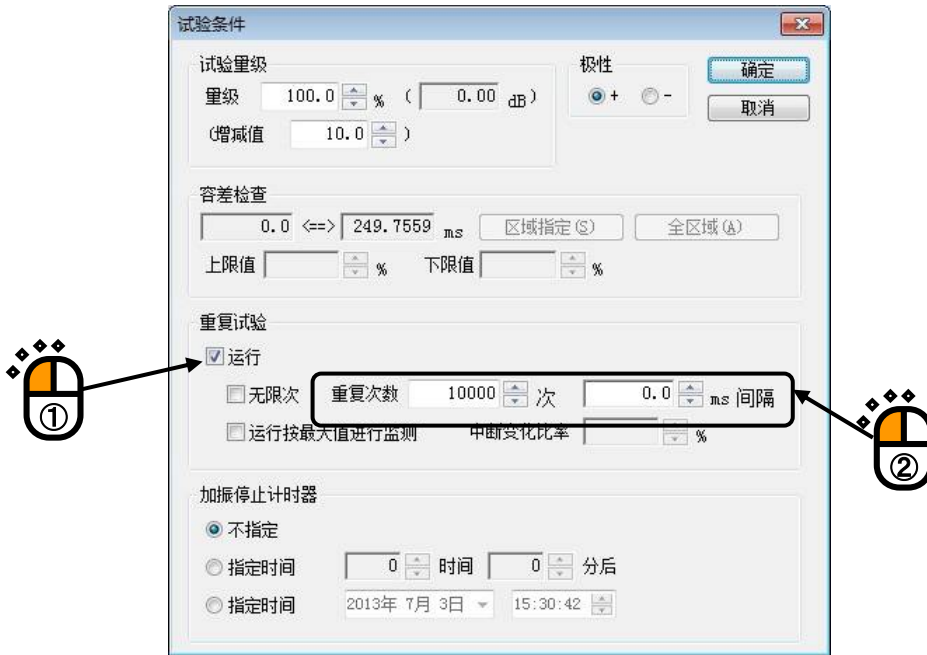 试验条件
试验量级
量级 100.0 % ( 0.00 dB)
(增减值 10.0 )
极性
+ -
确定
取消
容差检查
0.0 <==> 249.7559 ms 区域指定(S) 全区域(A)
上限值 % 下限值 %
重复试验
运行
无限次 重复次数 10000 次 0.0 ms 间隔
运行按最大值进行监测 中断变化比率 %
加振停止计时器
不指定
指定时间 0 时间 0 分后
指定时间 2013年 7月 3日 15:30:42
①
②